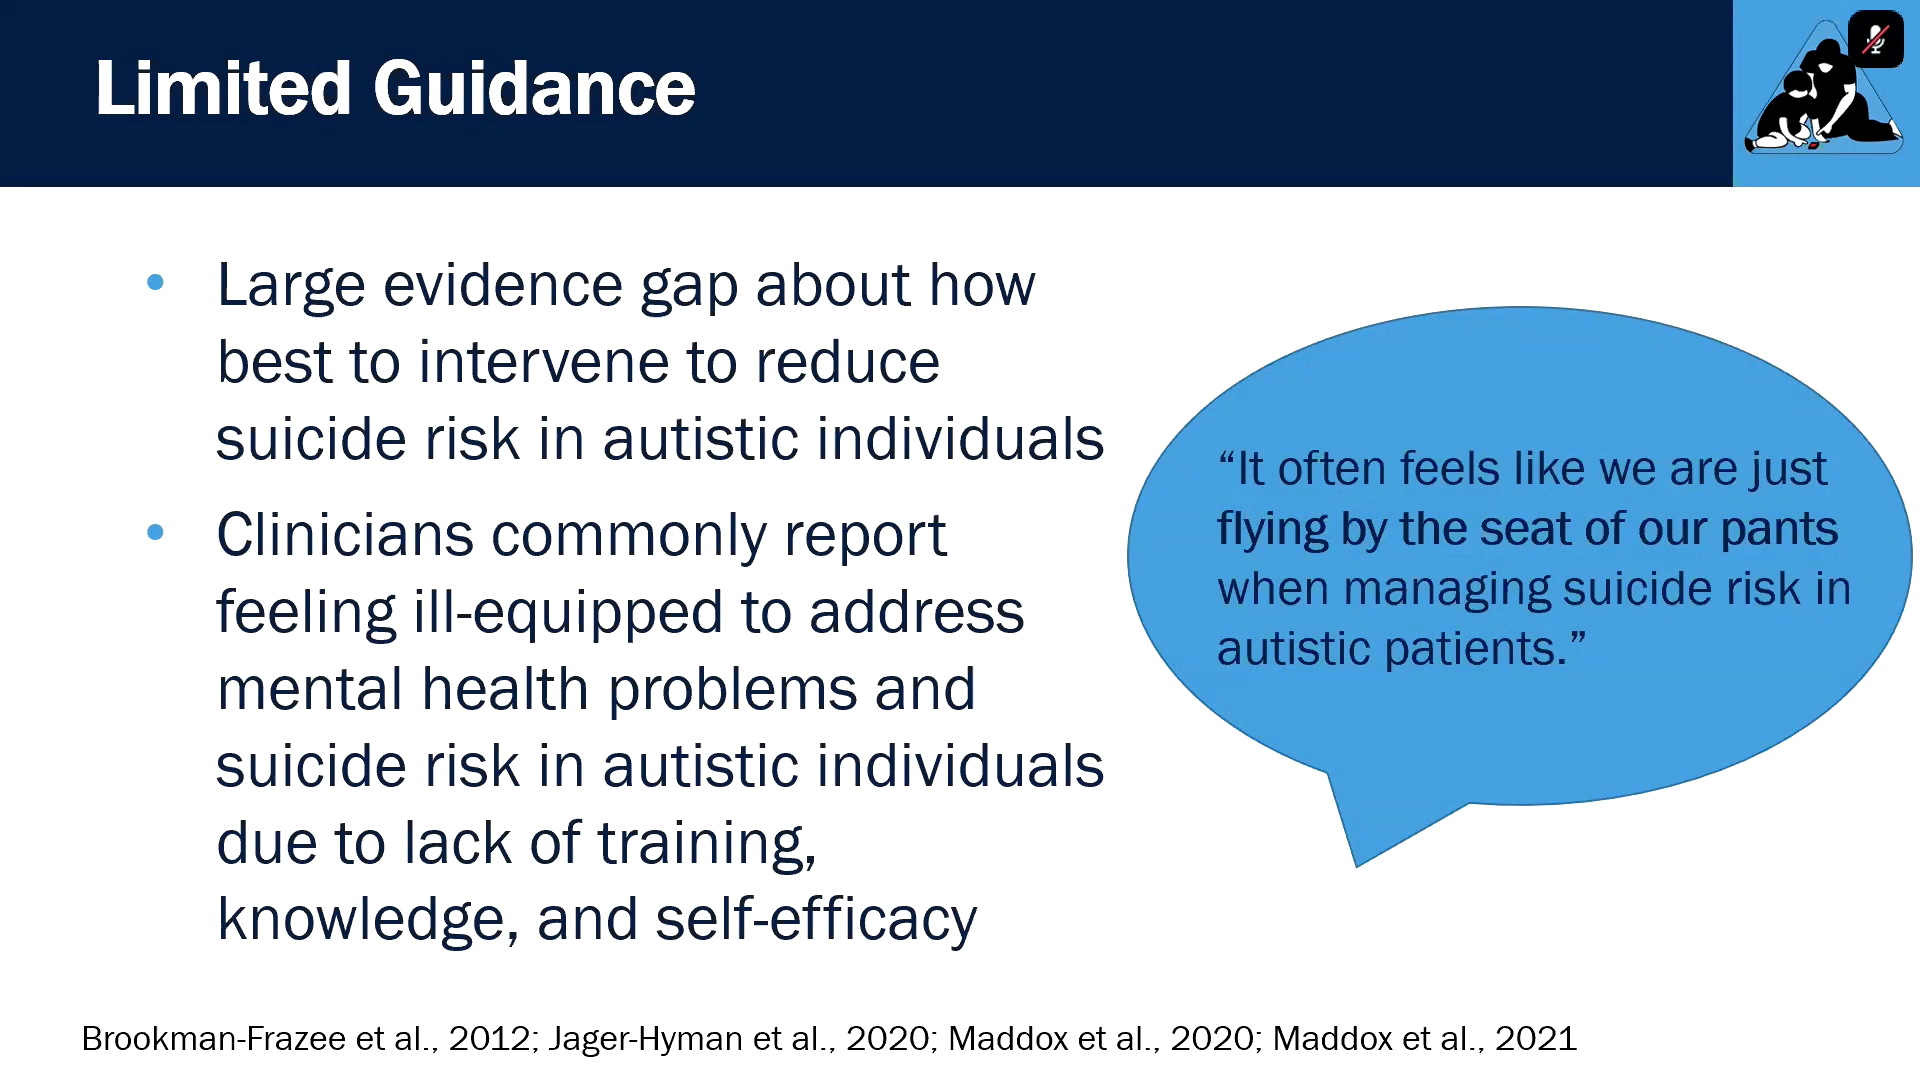 Limited Guidance
• Large evidence gap about how
best to intervene to reduce
suicide risk in autistic individuals
• Clinicians commonly report
feeling ill-equipped to address
mental health problems and
suicide risk in autistic individuals
due to lack of training,
knowledge, and self-efficacy
“It often feels like we are just
flying by the seat of our pants
when managing suicide risk in
autistic patients.”
Brookman-Frazee et al., 2012; Jager-Hyman et al., 2020; Maddox et al., 2020; Maddox et al., 2021